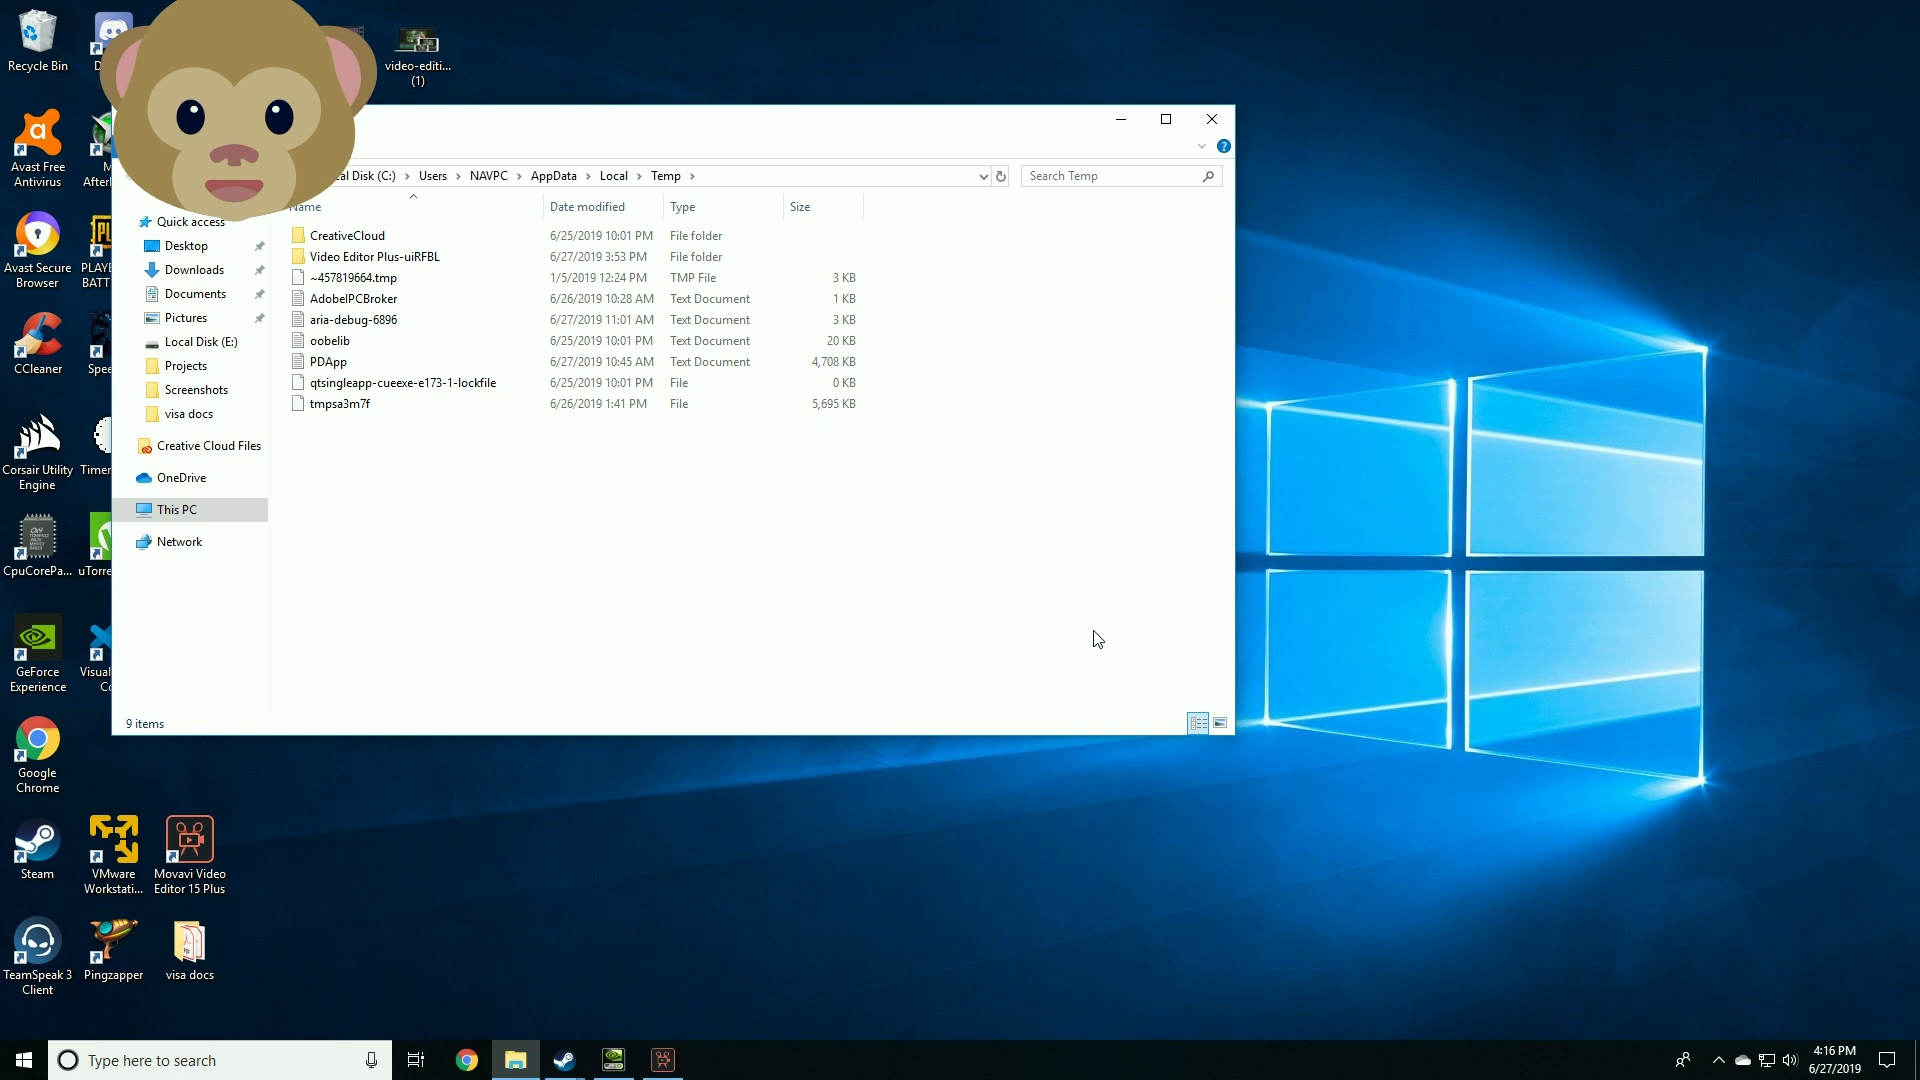 Recycle Bin
D
video-editi...
(1)
Avast Free
Antivirus
M
After
Avast Secure
Browser
PLAYE
BATT
CCleaner
Spee
Corsair Utility
Engine
Timer
CpuCorePa...
uTorre
GeForce
Experience
Visual
Co
Google
Chrome
Steam
VMware
Workstati...
Movavi Video
Editor 15 Plus
TeamSpeak 3
Client
Pingzapper
visa docs
cal Disk (C:) > Users > NAVPC > AppData > Local > Temp >
Search Temp
Name Date modified Type Size
CreativeCloud 6/25/2019 10:01 PM File folder
Video Editor Plus-uiRFBL 6/27/2019 3:53 PM File folder
~457819664.tmp 1/5/2019 12:24 PM TMP File 3 KB
AdobeIPCBroker 6/26/2019 10:28 AM Text Document 1 KB
aria-debug-6896 6/27/2019 11:01 AM Text Document 3 KB
oobelib 6/25/2019 10:01 PM Text Document 20 KB
PDApp 6/27/2019 10:45 AM Text Document 4,708 KB
qtsingleapp-cueexe-e173-1-lockfile 6/25/2019 10:01 PM File 0 KB
tmpsa3m7f 6/26/2019 1:41 PM File 5,695 KB
Quick access
Desktop
Downloads
Documents
Pictures
Local Disk (E:)
Projects
Screenshots
visa docs
Creative Cloud Files
OneDrive
This PC
Network
9 items
Type here to search
4:16 PM
6/27/2019